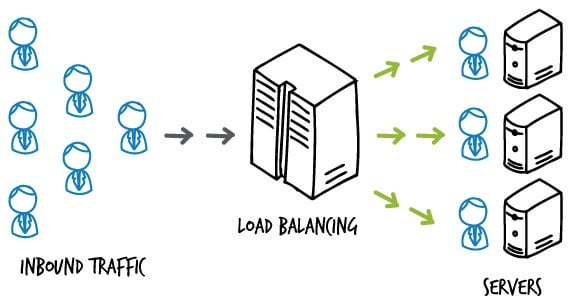 LOAD BALANCING
INBOUND TRAFFIC
SERVERS